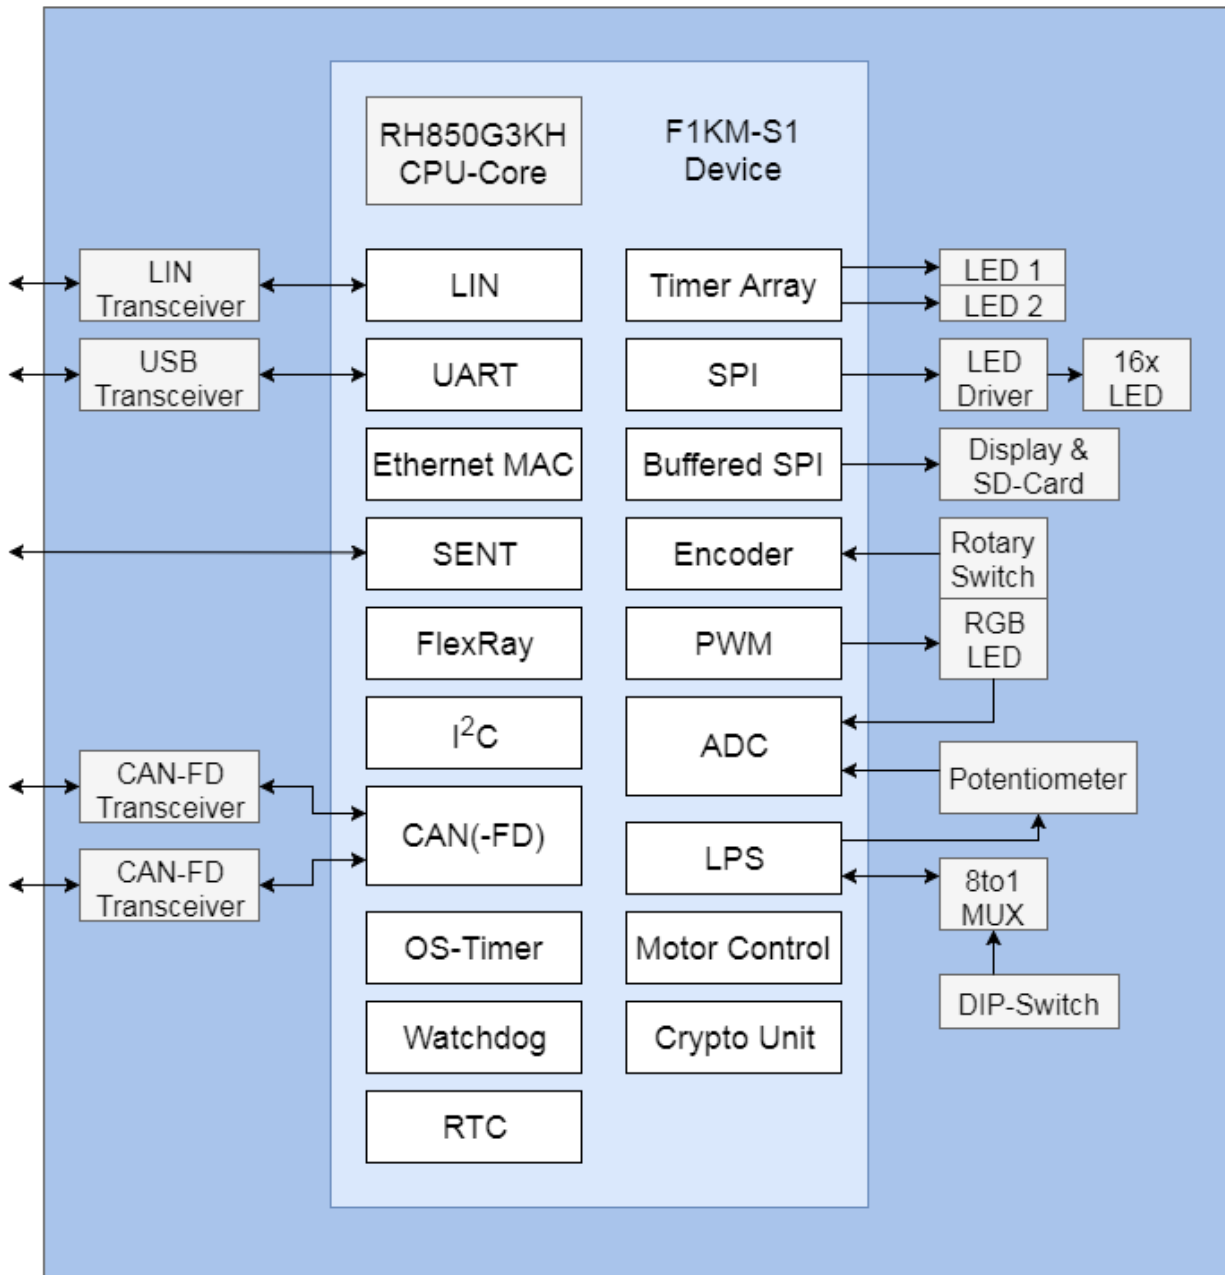 RH850G3KH
CPU-Core
F1KM-S1
Device
LIN
Transceiver
LIN
Timer Array
LED 1
LED 2
USB
Transceiver
UART
SPI
LED
Driver
16x
LED
Ethernet MAC
Buffered SPI
Display &
SD-Card
SENT
Encoder
Rotary
Switch
FlexRay
PWM
RGB
LED
I²C
ADC
CAN-FD
Transceiver
Potentiometer
CAN(-FD)
LPS
CAN-FD
Transceiver
8to1
MUX
OS-Timer
Motor Control
DIP-Switch
Watchdog
Crypto Unit
RTC